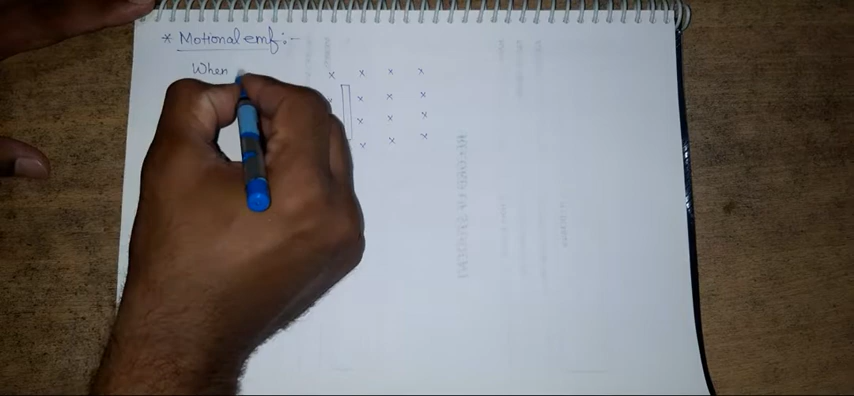 * Motional emf :-
When
x x x x
x x x
x x x
x x x